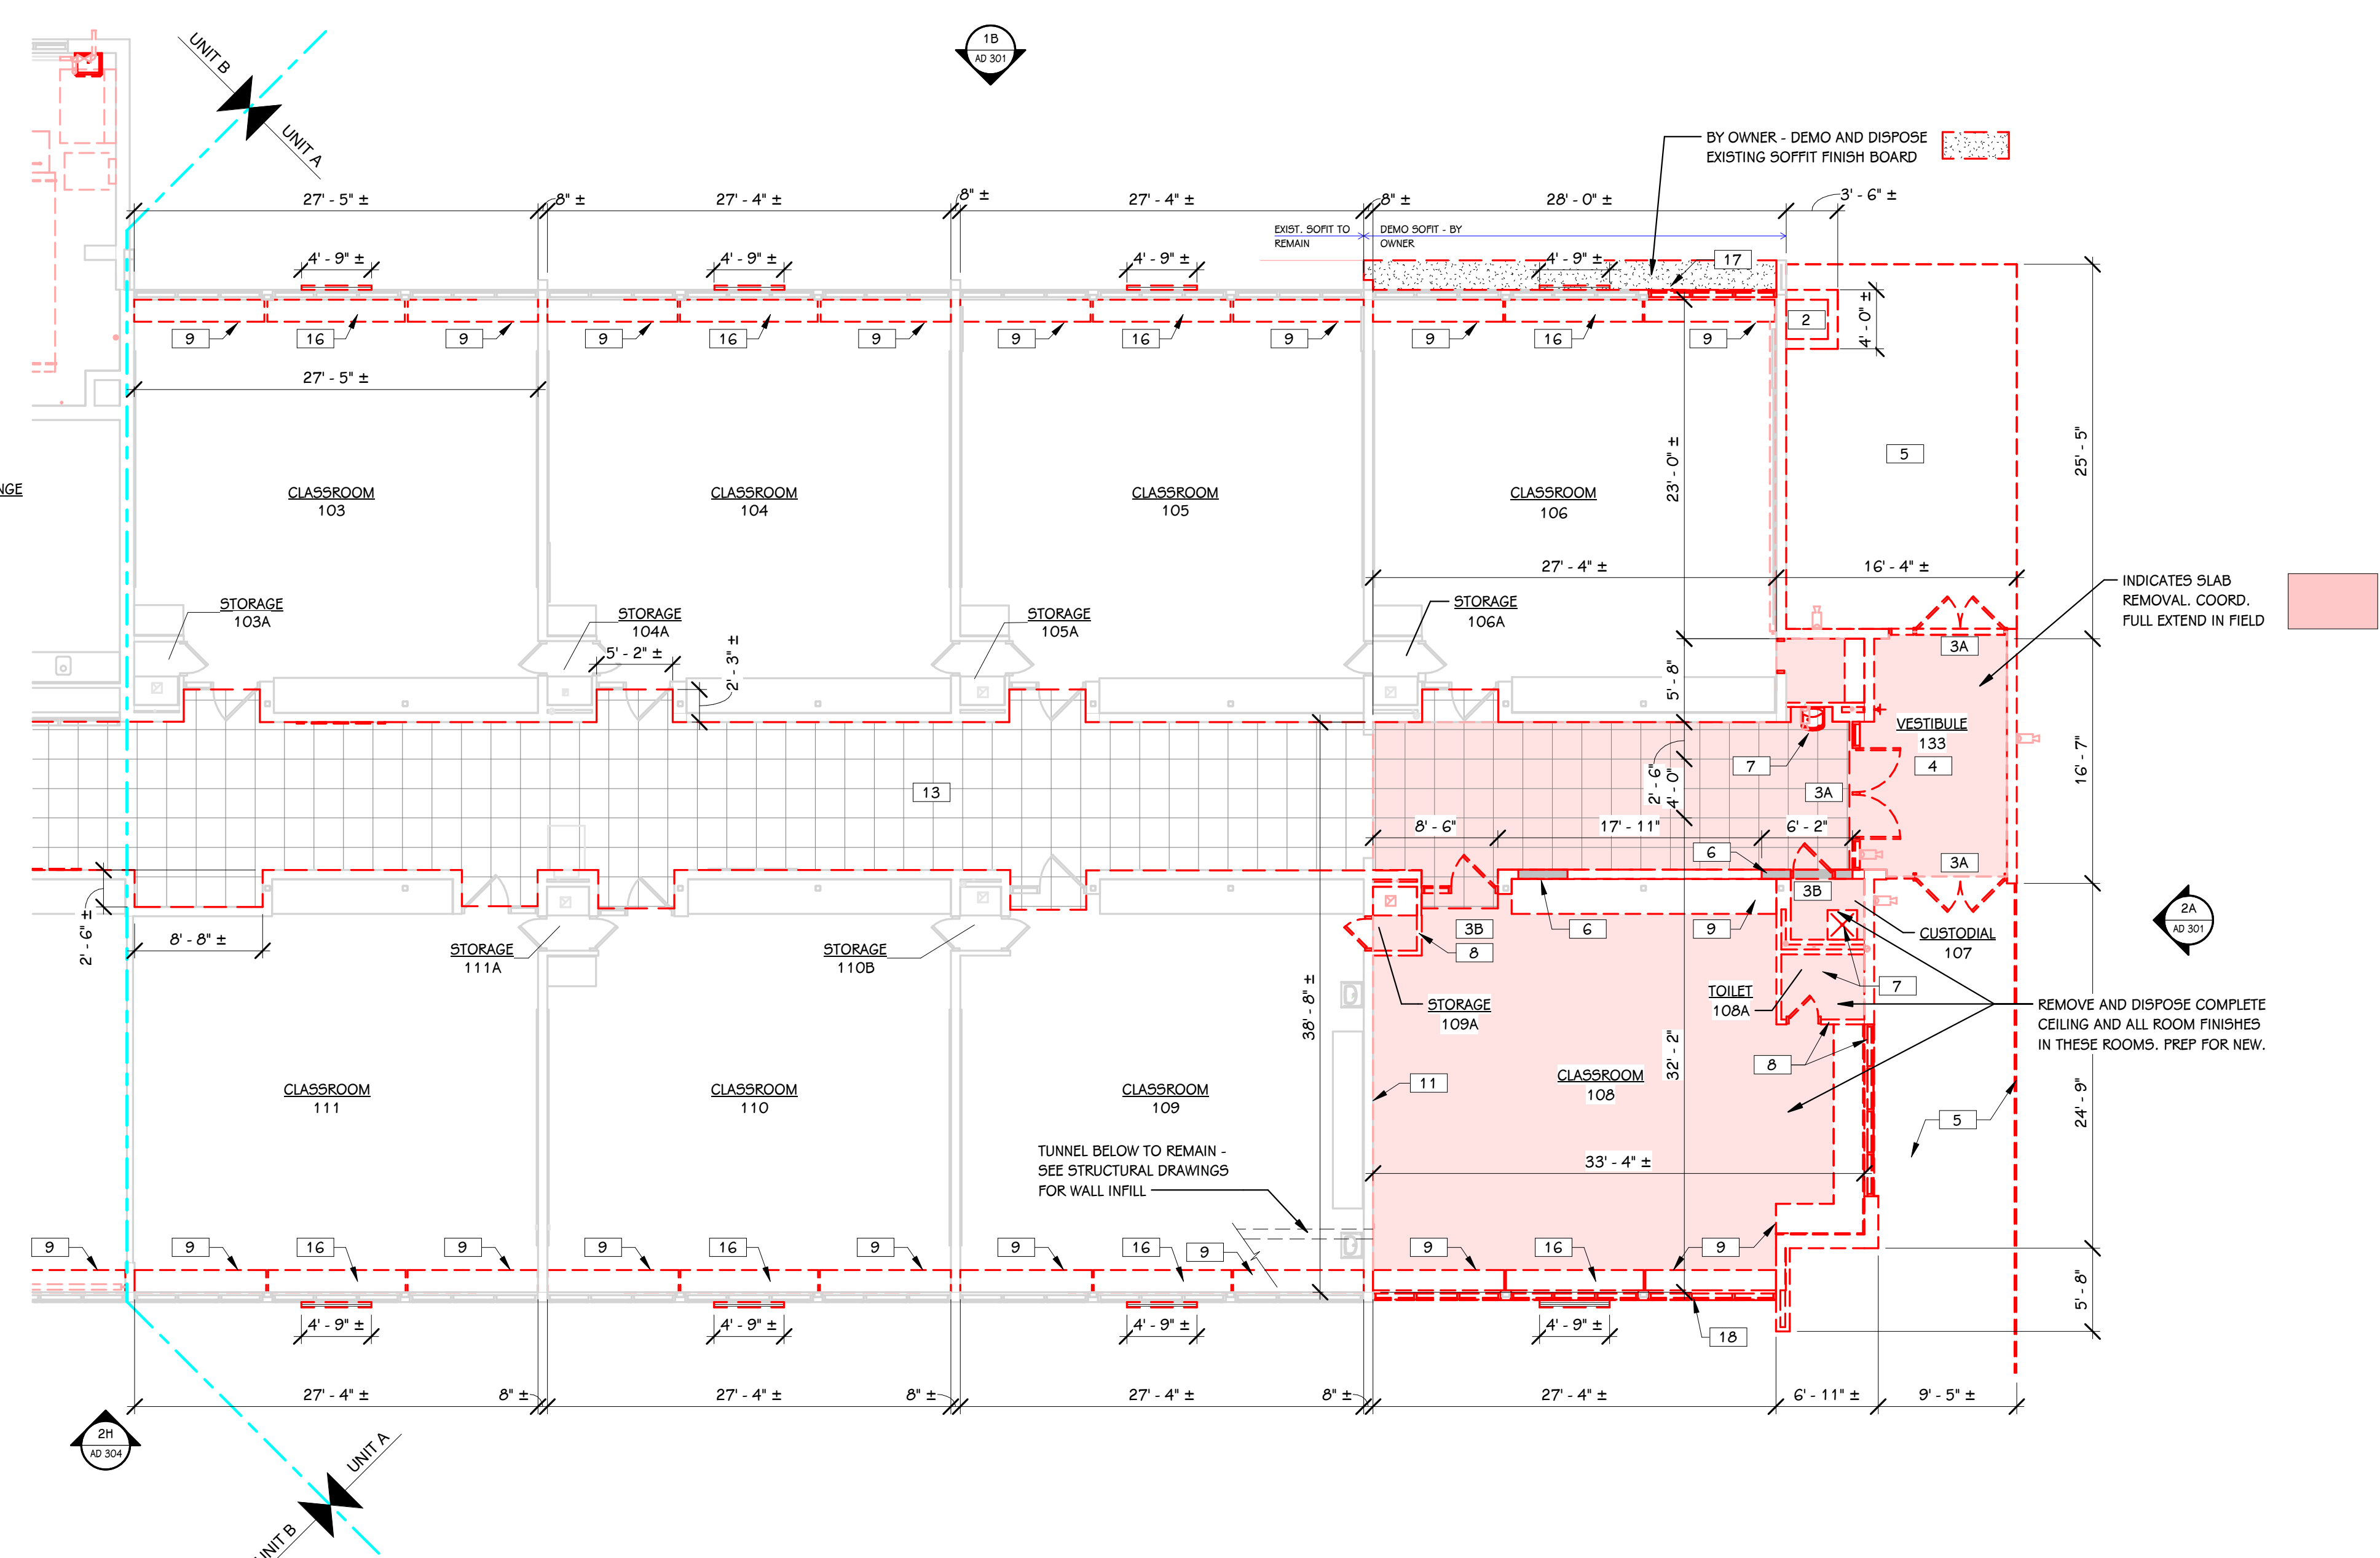 1B
AD 301
UNIT B
UNIT A
BY OWNER - DEMO AND DISPOSE
EXISTING SOFFIT FINISH BOARD
27' - 5" ±
8" ±
27' - 4" ±
8" ±
27' - 4" ±
8" ±
28' - 0" ±
3' - 6" ±
EXIST. SOFIT TO
REMAIN
DEMO SOFIT - BY
OWNER
4' - 9" ±
4' - 9" ±
4' - 9" ±
4' - 9" ±
17
2
4' - 0" ±
9
16
9
9
16
9
9
16
9
9
16
9
27' - 5" ±
23' - 0" ±
5
25' - 5"
NGE
CLASSROOM
103
CLASSROOM
104
CLASSROOM
105
CLASSROOM
106
27' - 4" ±
16' - 4" ±
INDICATES SLAB
REMOVAL. COORD.
FULL EXTEND IN FIELD
STORAGE
103A
STORAGE
104A
STORAGE
105A
STORAGE
106A
5' - 2" ±
2' - 3" ±
5' - 8"
3A
VESTIBULE
133
4
16' - 7"
7
2' - 6"
4' - 0"
13
3A
8' - 6"
17' - 11"
6' - 2"
6
3A
3B
2' - 6" ±
8' - 8" ±
STORAGE
111A
STORAGE
110B
3B
8
6
9
CUSTODIAL
107
2A
AD 301
38' - 8" ±
STORAGE
109A
TOILET
108A
7
REMOVE AND DISPOSE COMPLETE
CEILING AND ALL ROOM FINISHES
IN THESE ROOMS. PREP FOR NEW.
32' - 2"
8
CLASSROOM
111
CLASSROOM
110
CLASSROOM
109
11
CLASSROOM
108
5
24' - 9"
TUNNEL BELOW TO REMAIN -
SEE STRUCTURAL DRAWINGS
FOR WALL INFILL
33' - 4" ±
9
9
16
9
9
16
9
9
16
9
9
16
9
5' - 8"
4' - 9" ±
4' - 9" ±
4' - 9" ±
4' - 9" ±
18
27' - 4" ±
8" ±
27' - 4" ±
8" ±
27' - 4" ±
8" ±
27' - 4" ±
6' - 11" ±
9' - 5" ±
2H
AD 304
UNIT A
UNIT B